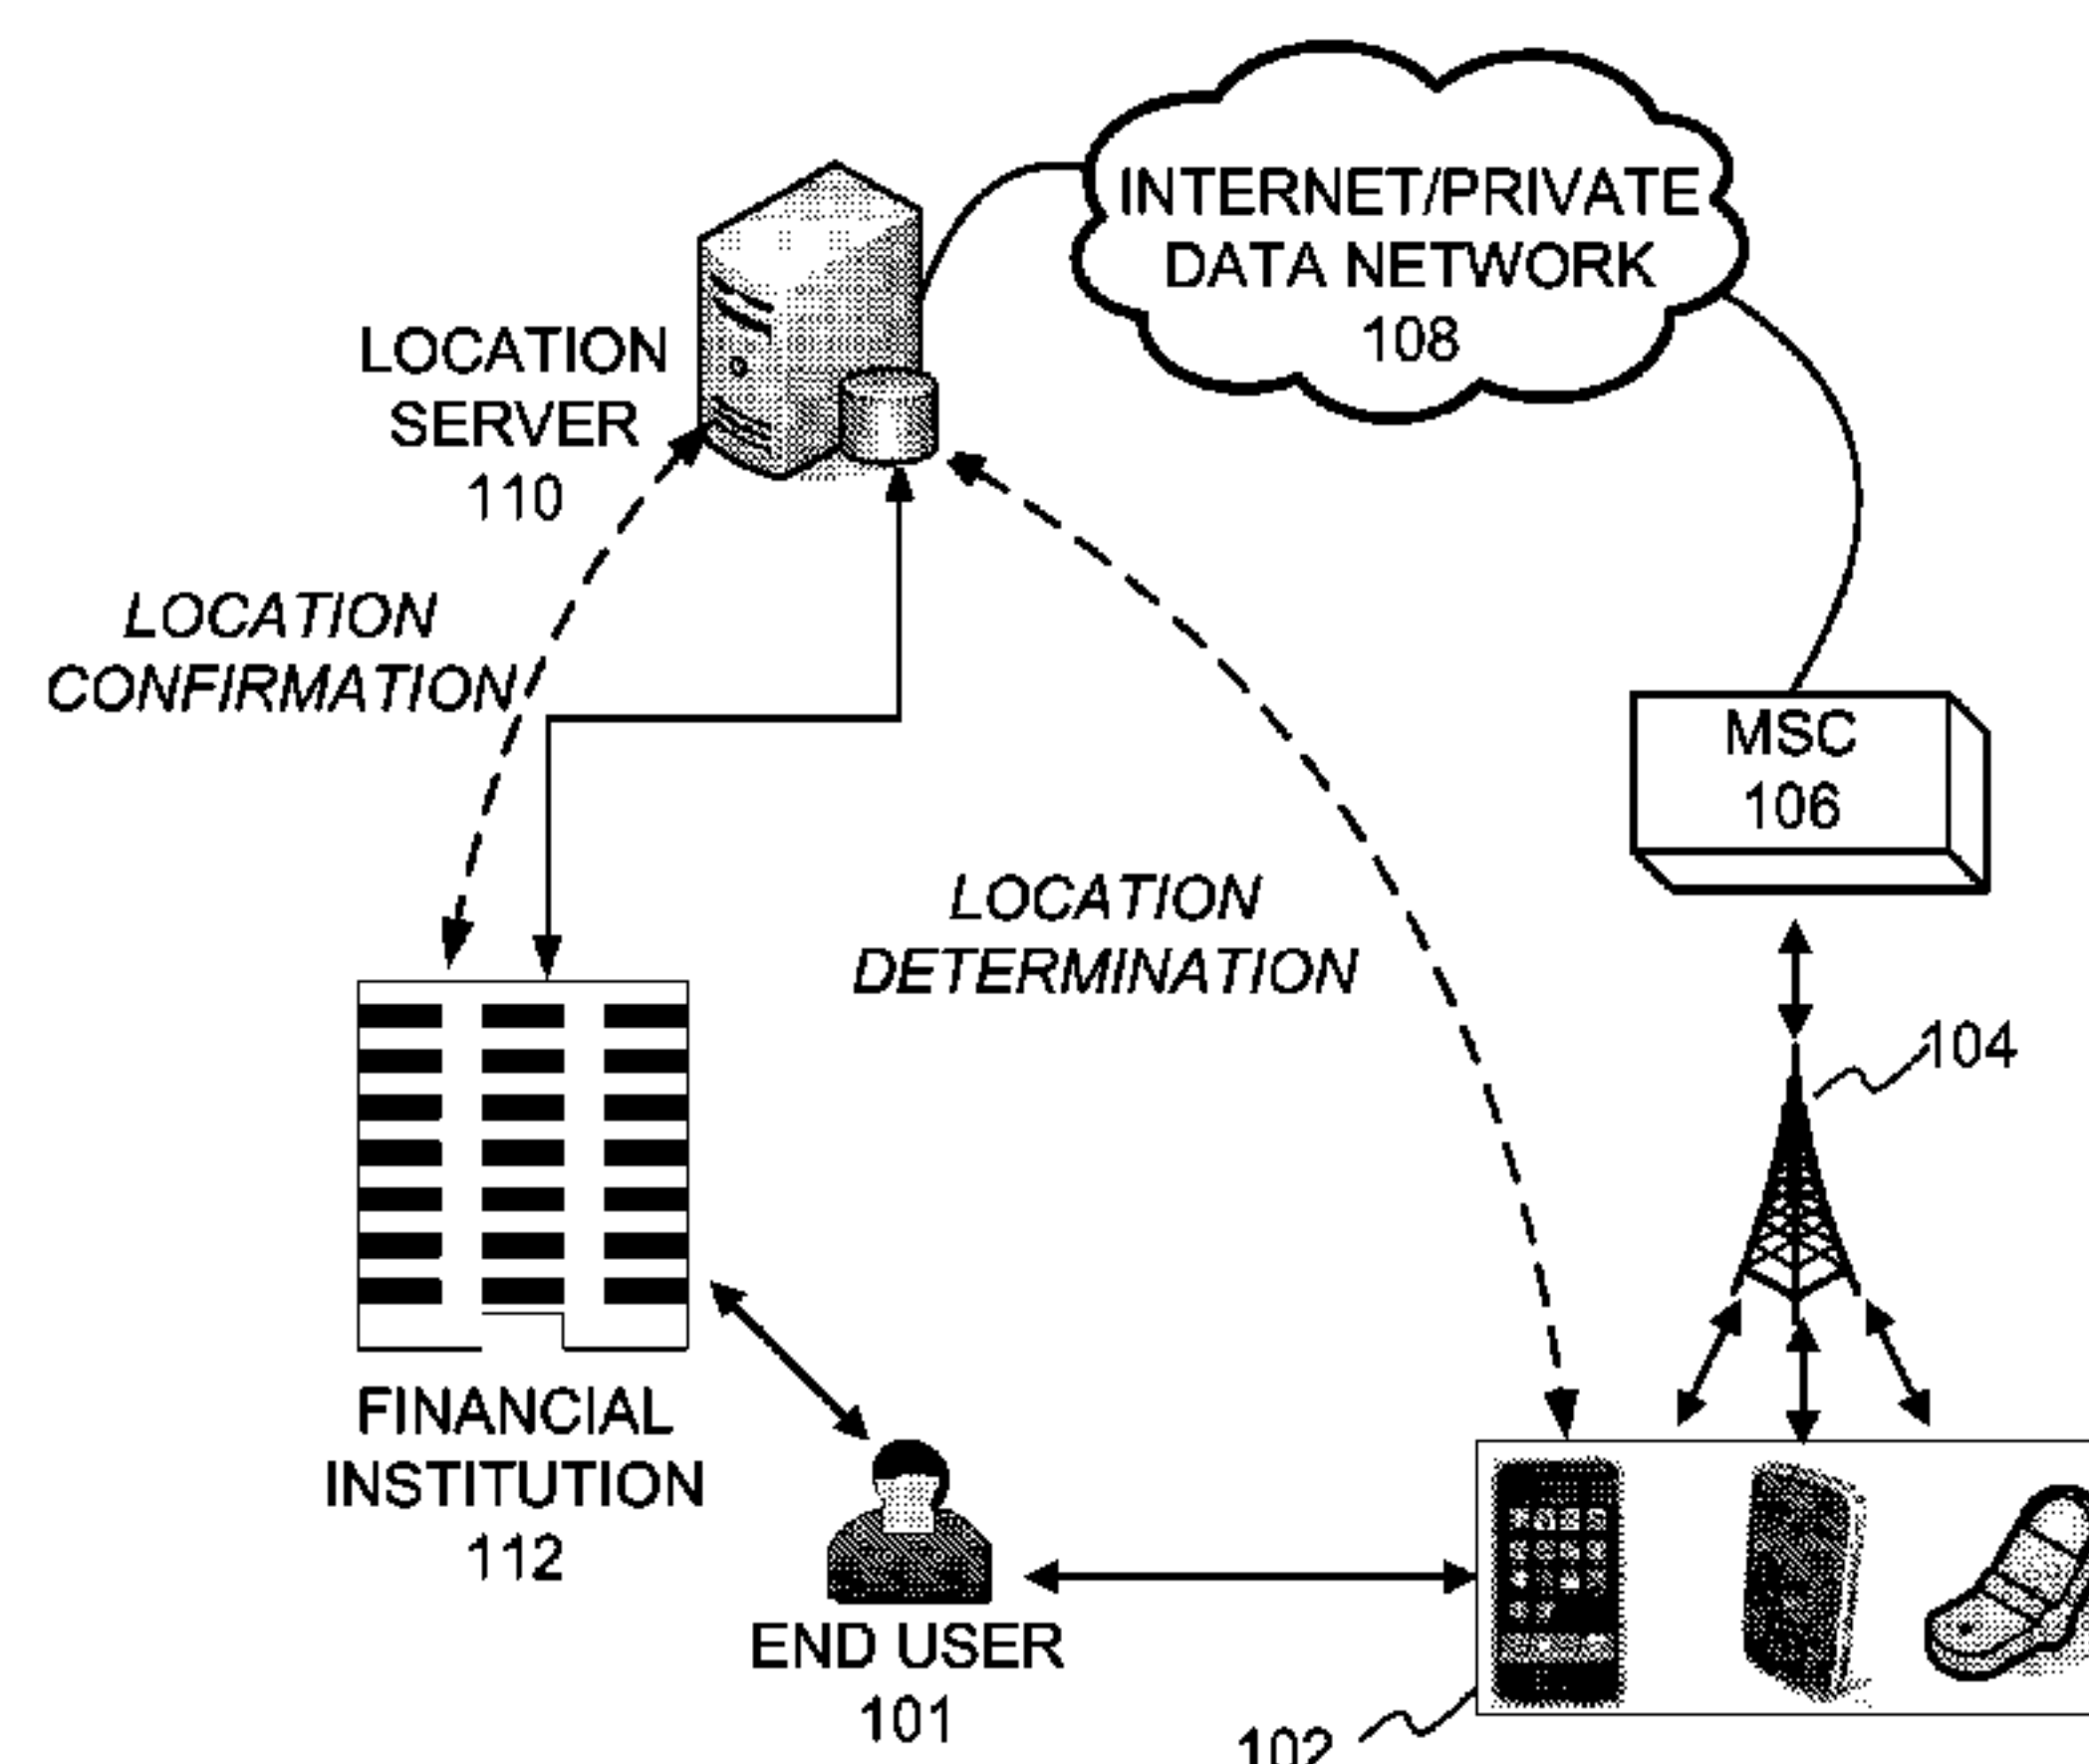 INTERNET/PRIVATE
DATA NETWORK
108
LOCATION
SERVER
110
LOCATION
CONFIRMATION
MSC
106
LOCATION
DETERMINATION
104
FINANCIAL
INSTITUTION
112
END USER
101
102